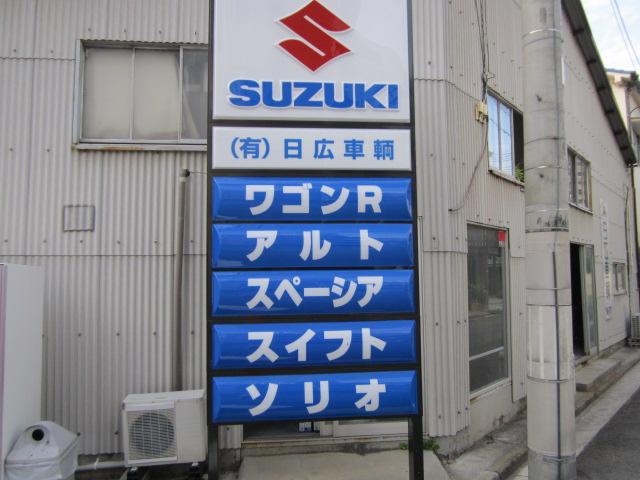 SUZUKI
(有)日広車輌
ワゴンR
アルト
スペーシア
スイフト
ソリオ